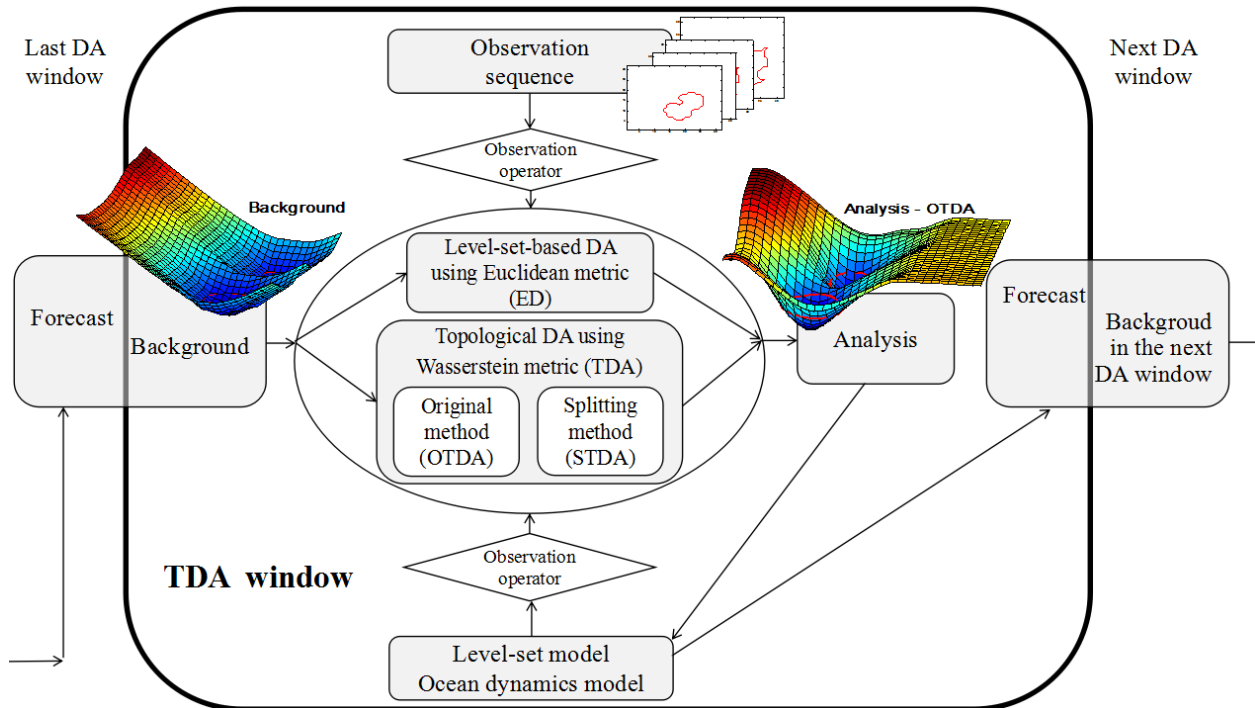 Last DA
window
Observation
sequence
Next DA
window
Observation
operator
Background
Analysis - OTDA
Level-set-based DA
using Euclidean metric
(ED)
Forecast
Background
Topological DA using
Wasserstein metric (TDA)
Original
method
(OTDA)
Splitting
method
(STDA)
Analysis
Forecast
Backgroud
in the next
DA window
Observation
operator
TDA window
Level-set model
Ocean dynamics model